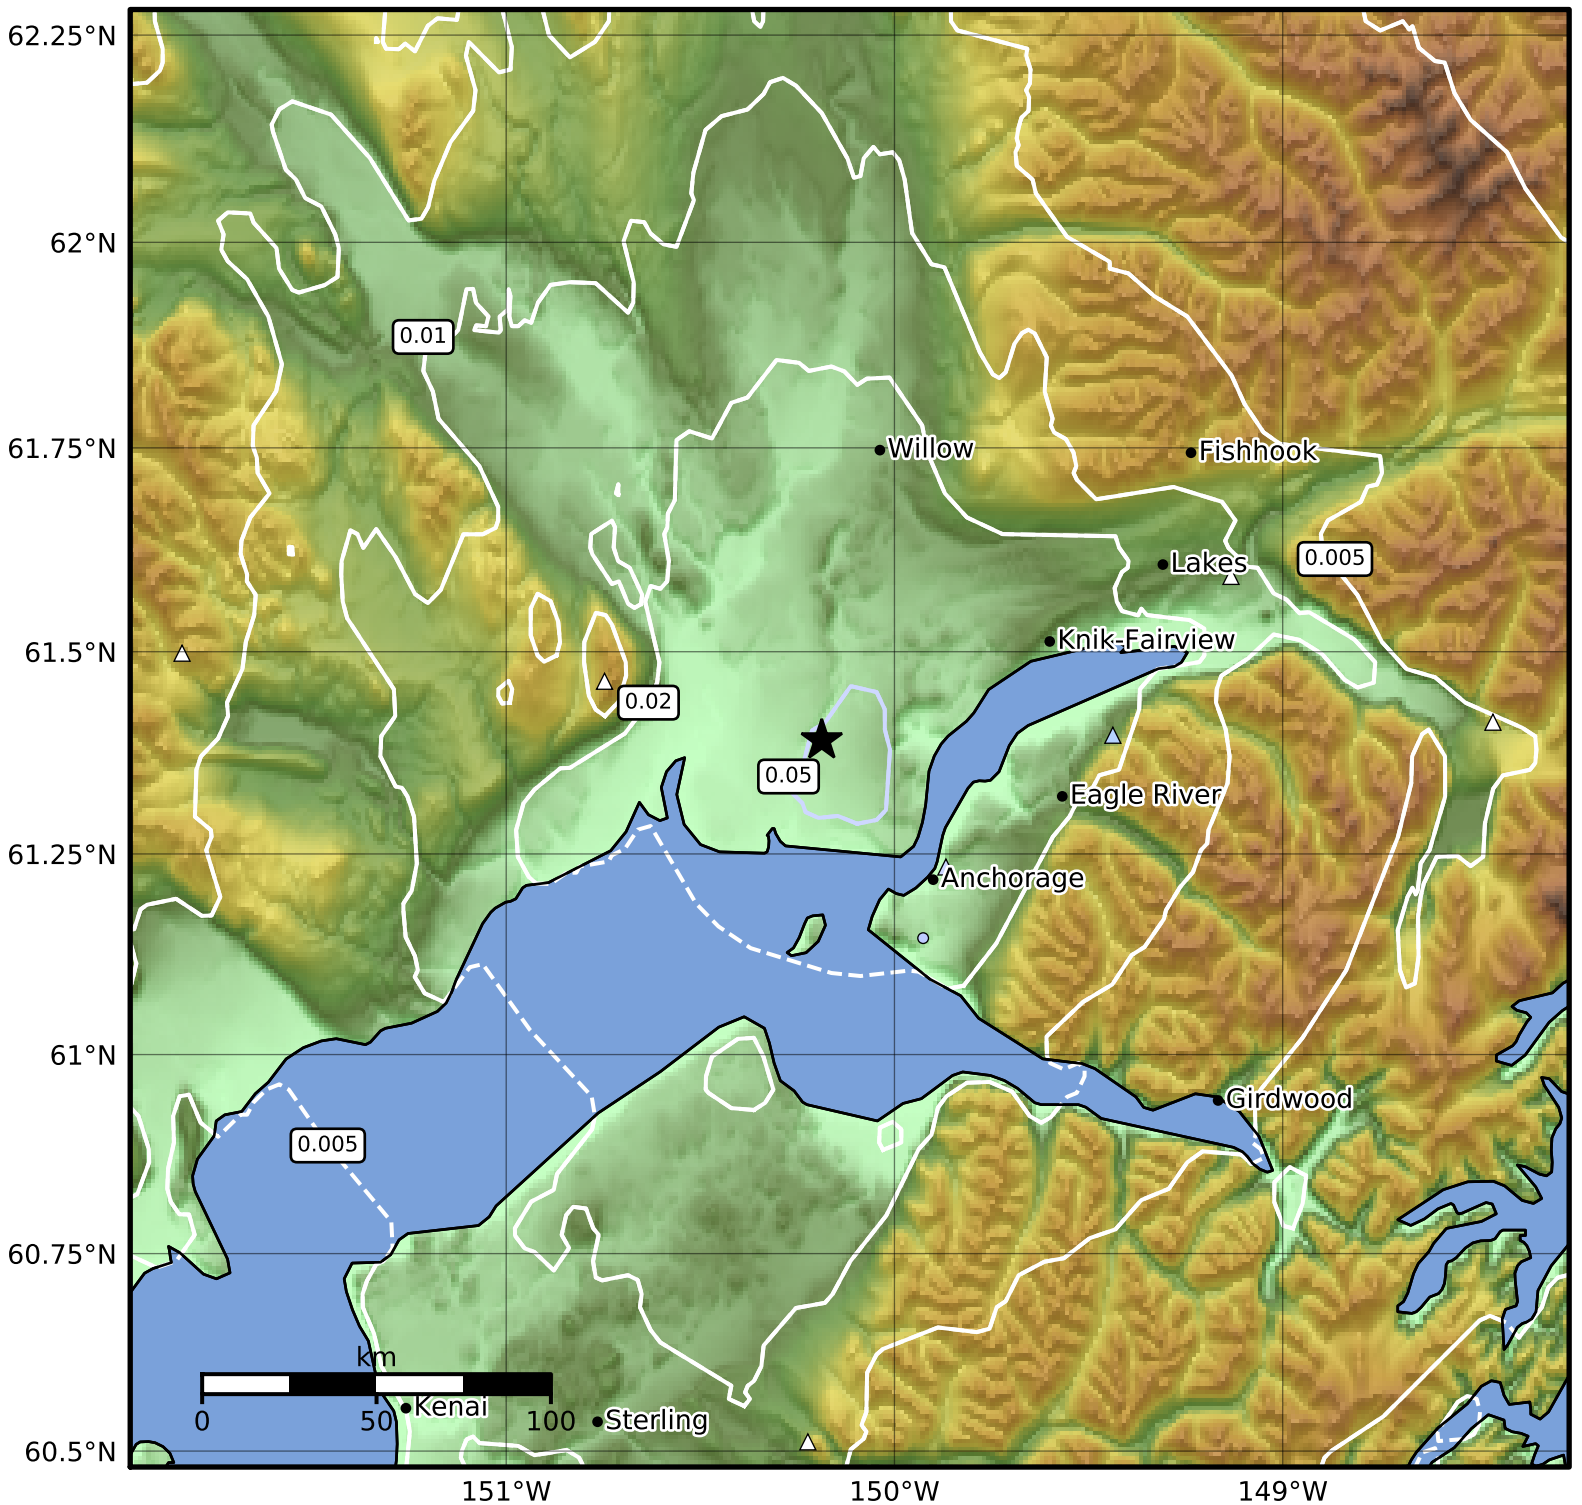 62.25°N
62°N
0.01
61.75°N
Willow
Fishhook
Lakes
0.005
61.5°N
Knik-Fairview
0.02
0.05
Eagle River
61.25°N
Anchorage
61°N
Girdwood
0.005
60.75°N
km
0 50 100
Kenai
Sterling
60.5°N
151°W 150°W 149°W